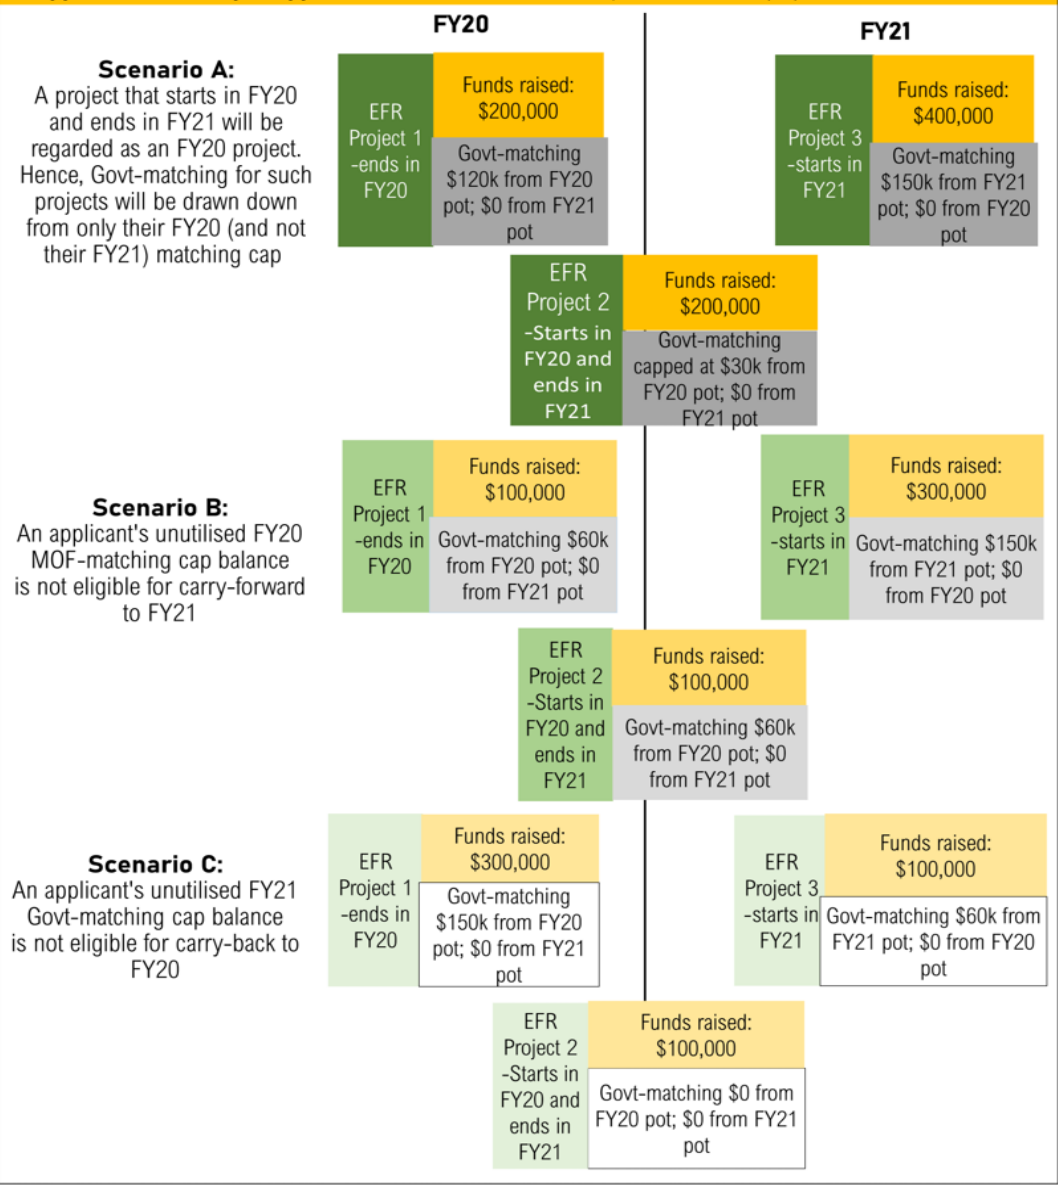 FY20
FY21
Scenario A:
A project that starts in FY20
and ends in FY21 will be
regarded as an FY20 project.
Hence, Govt-matching for such
projects will be drawn down
from only their FY20 (and not
their FY21) matching cap
EFR
Project 1
-ends in
FY20
Funds raised:
$200,000
Govt-matching
$120k from FY20
pot; $0 from FY21
pot
EFR
Project 3
-starts in
FY21
Funds raised:
$400,000
Govt-matching
$150k from FY21
pot; $0 from FY20
pot
EFR
Project 2
-Starts in
FY20 and
ends in
FY21
Funds raised:
$200,000
Govt-matching
capped at $30k from
FY20 pot; $0 from
FY21 pot
Scenario B:
An applicant's unutilised FY20
MOF-matching cap balance
is not eligible for carry-forward
to FY21
EFR
Project 1
-ends in
FY20
Funds raised:
$100,000
Govt-matching $60k
from FY20 pot; $0
from FY21 pot
EFR
Project 3
-starts in
FY21
Funds raised:
$300,000
Govt-matching $150k
from FY21 pot; $0
from FY20 pot
EFR
Project 2
-Starts in
FY20 and
ends in
FY21
Funds raised:
$100,000
Govt-matching $60k
from FY20 pot; $0
from FY21 pot
Scenario C:
An applicant's unutilised FY21
Govt-matching cap balance
is not eligible for carry-back to
FY20
EFR
Project 1
-ends in
FY20
Funds raised:
$300,000
Govt-matching
$150k from FY20
pot; $0 from FY21
pot
EFR
Project 3
-starts in
FY21
Funds raised:
$100,000
Govt-matching $60k from
FY21 pot; $0 from FY20
pot
EFR
Project 2
-Starts in
FY20 and
ends in
FY21
Funds raised:
$100,000
Govt-matching $0 from
FY20 pot; $0 from FY21
pot